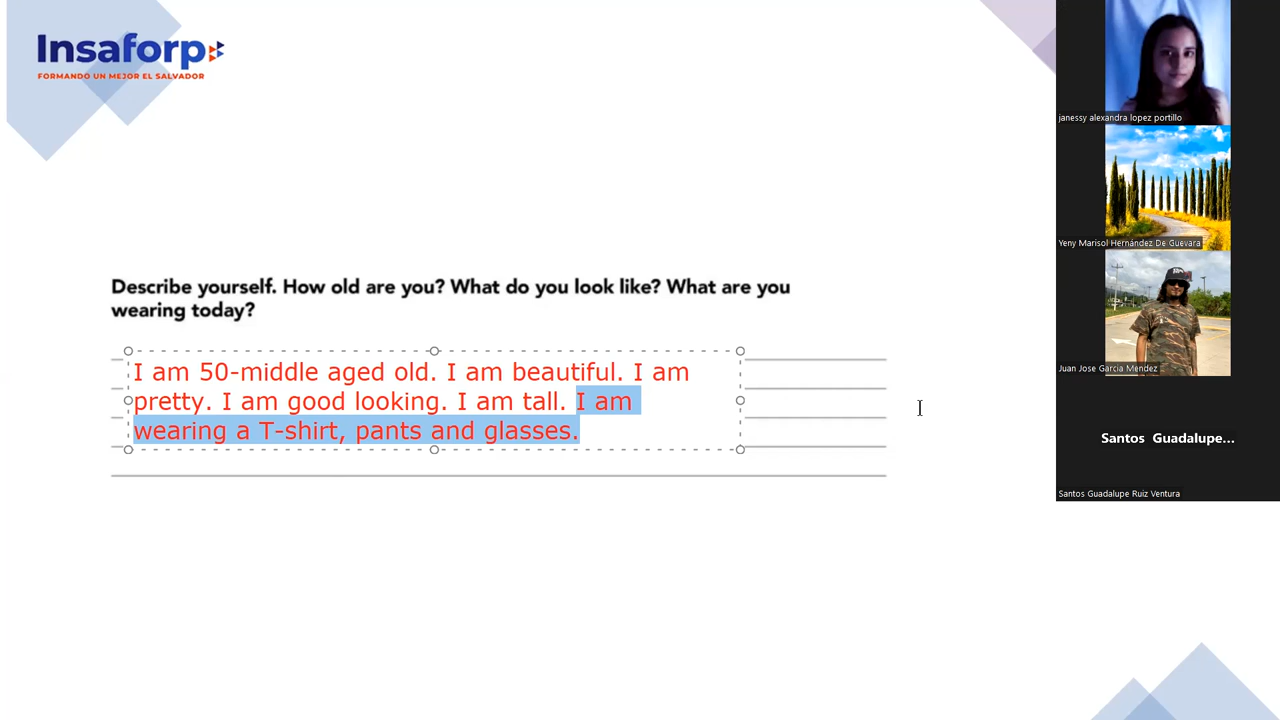 Insaforp
FORMANDO UN MEJOR EL SALVADOR
Describe yourself. How old are you? What do you look like? What are you
wearing today?
I am 50-middle aged old. I am beautiful. I am
pretty. I am good looking. I am tall. I am
wearing a T-shirt, pants and glasses.
janessy alexandra lopez portillo
Yeny Marisol Hernández De Guevara
Juan Jose Garcia Mendez
Santos Guadalupe...
Santos Guadalupe Ruiz Ventura